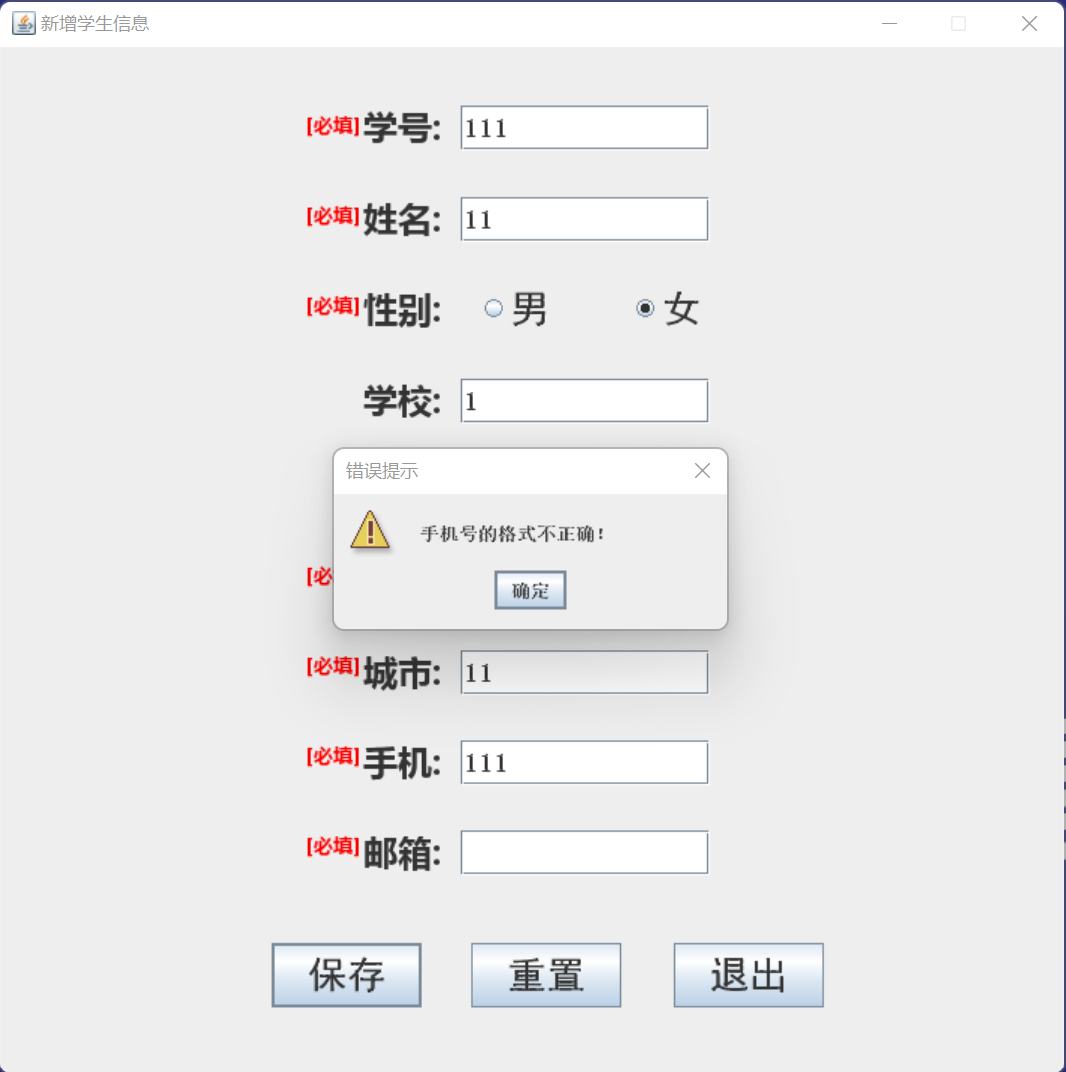 新增学生信息
[必填]学号: 111
[必填]姓名: 11
[必填]性别: 男 女
学校: 1
错误提示
手机号的格式不正确！
[必
确定
[必填]城市: 11
[必填]手机: 111
[必填]邮箱:
保存 重置 退出